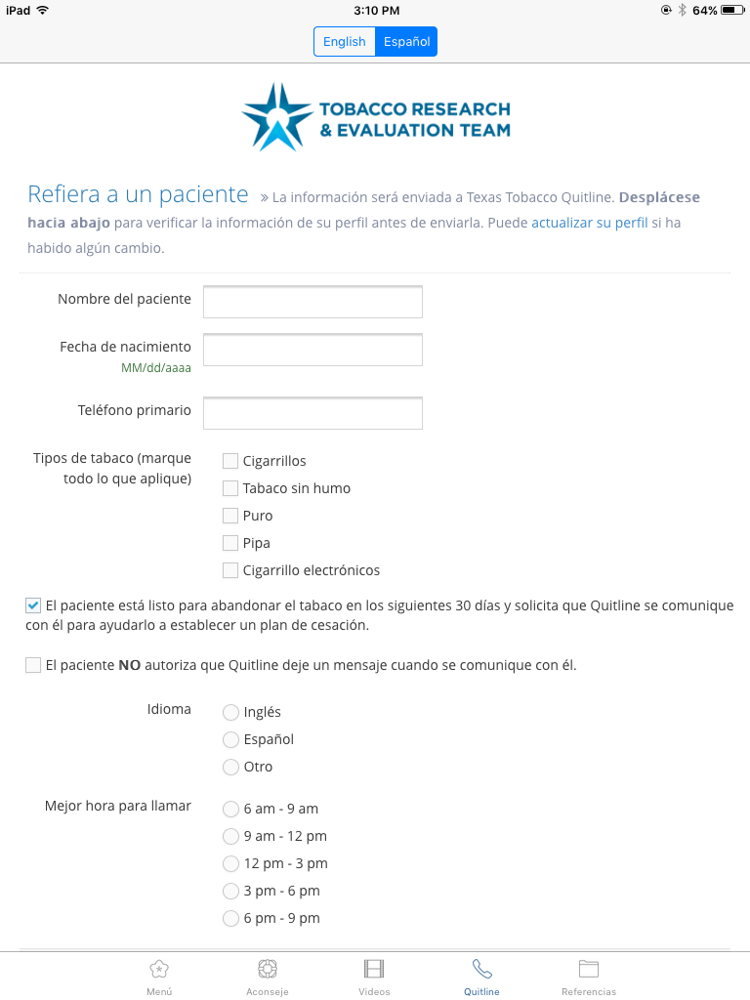 iPad
3:10 PM
64%
English
Español
TOBACCO RESEARCH
& EVALUATION TEAM
Refiera a un paciente » La información será enviada a Texas Tobacco Quitline. Desplácese
hacia abajo para verificar la información de su perfil antes de enviarla. Puede actualizar su perfil si ha
habido algún cambio.
Nombre del paciente
Fecha de nacimiento
MM/dd/aaaa
Teléfono primario
Tipos de tabaco (marque
todo lo que aplique)
Cigarrillos
Tabaco sin humo
Puro
Pipa
Cigarrillo electrónicos
El paciente está listo para abandonar el tabaco en los siguientes 30 días y solicita que Quitline se comunique
con él para ayudarlo a establecer un plan de cesación.
El paciente NO autoriza que Quitline deje un mensaje cuando se comunique con él.
Idioma
Inglés
Español
Otro
Mejor hora para llamar
6 am - 9 am
9 am - 12 pm
12 pm - 3 pm
3 pm - 6 pm
6 pm - 9 pm
Menú
Aconseje
Videos
Quitline
Referencias